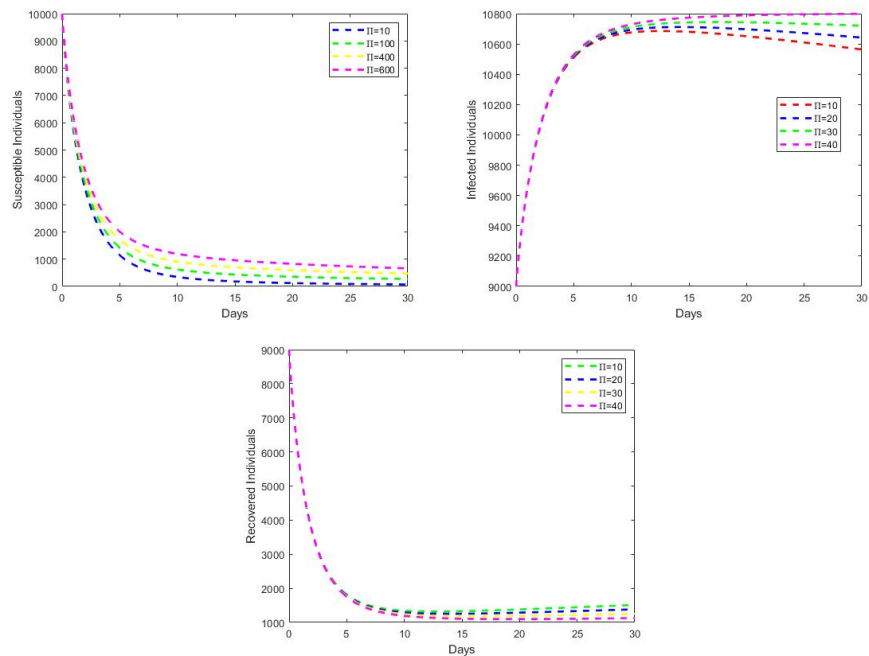 10000
9000
8000
7000
6000
5000
4000
3000
2000
1000
0
Susceptible Individuals
0 5 10 15 20 25 30
Days
Π=10
Π=100
Π=400
Π=600
10800
10600
10400
10200
10000
9800
9600
9400
9200
9000
Infected Individuals
0 5 10 15 20 25 30
Days
Π=10
Π=20
Π=30
Π=40
9000
8000
7000
6000
5000
4000
3000
2000
1000
Recovered Individuals
0 5 10 15 20 25 30
Days
Π=10
Π=20
Π=30
Π=40